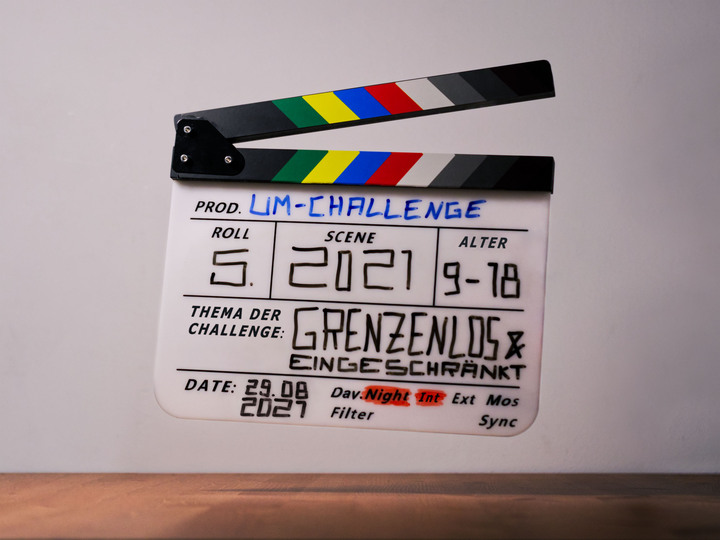 PROD. UM-CHALLENGE
ROLL SCENE ALTER
5. 2021 9-18
THEMA DER CHALLENGE: GRENZENLOS &
EINGESCHRÄNKT
DATE: 29.08 2021
Day Night Int Ext Mos
Filter Sync